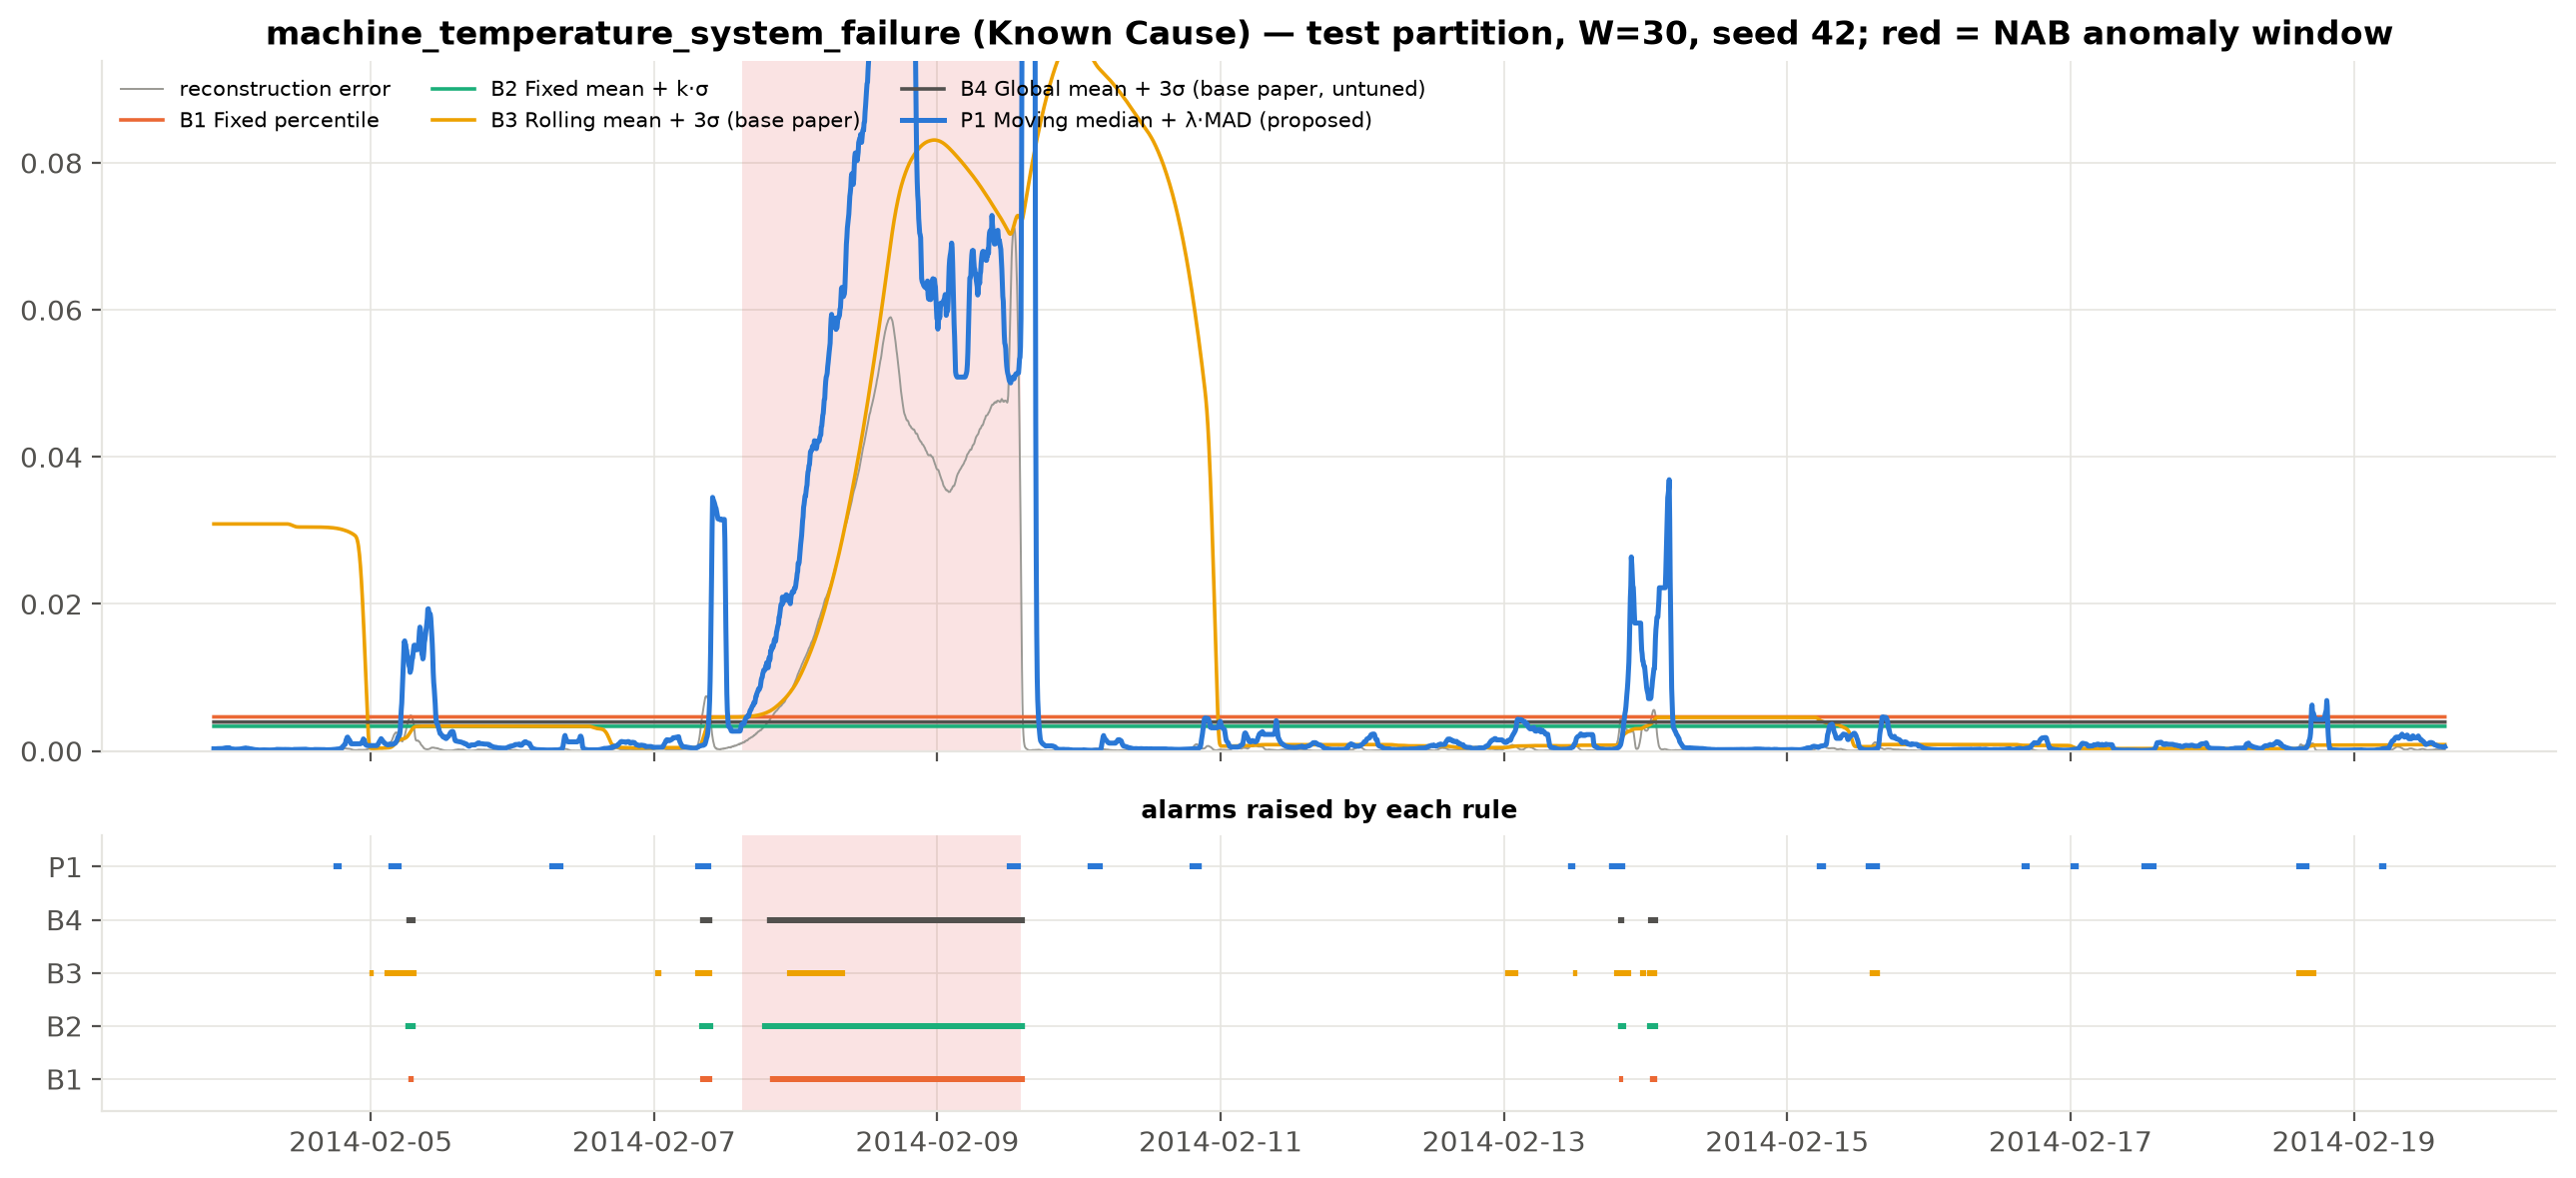 machine_temperature_system_failure (Known Cause) — test partition, W=30, seed 42; red = NAB anomaly window
reconstruction error
B1 Fixed percentile
B2 Fixed mean + k·σ
B3 Rolling mean + 3σ (base paper)
B4 Global mean + 3σ (base paper, untuned)
P1 Moving median + λ·MAD (proposed)
0.08
0.06
0.04
0.02
0.00
alarms raised by each rule
P1
B4
B3
B2
B1
2014-02-05 2014-02-07 2014-02-09 2014-02-11 2014-02-13 2014-02-15 2014-02-17 2014-02-19